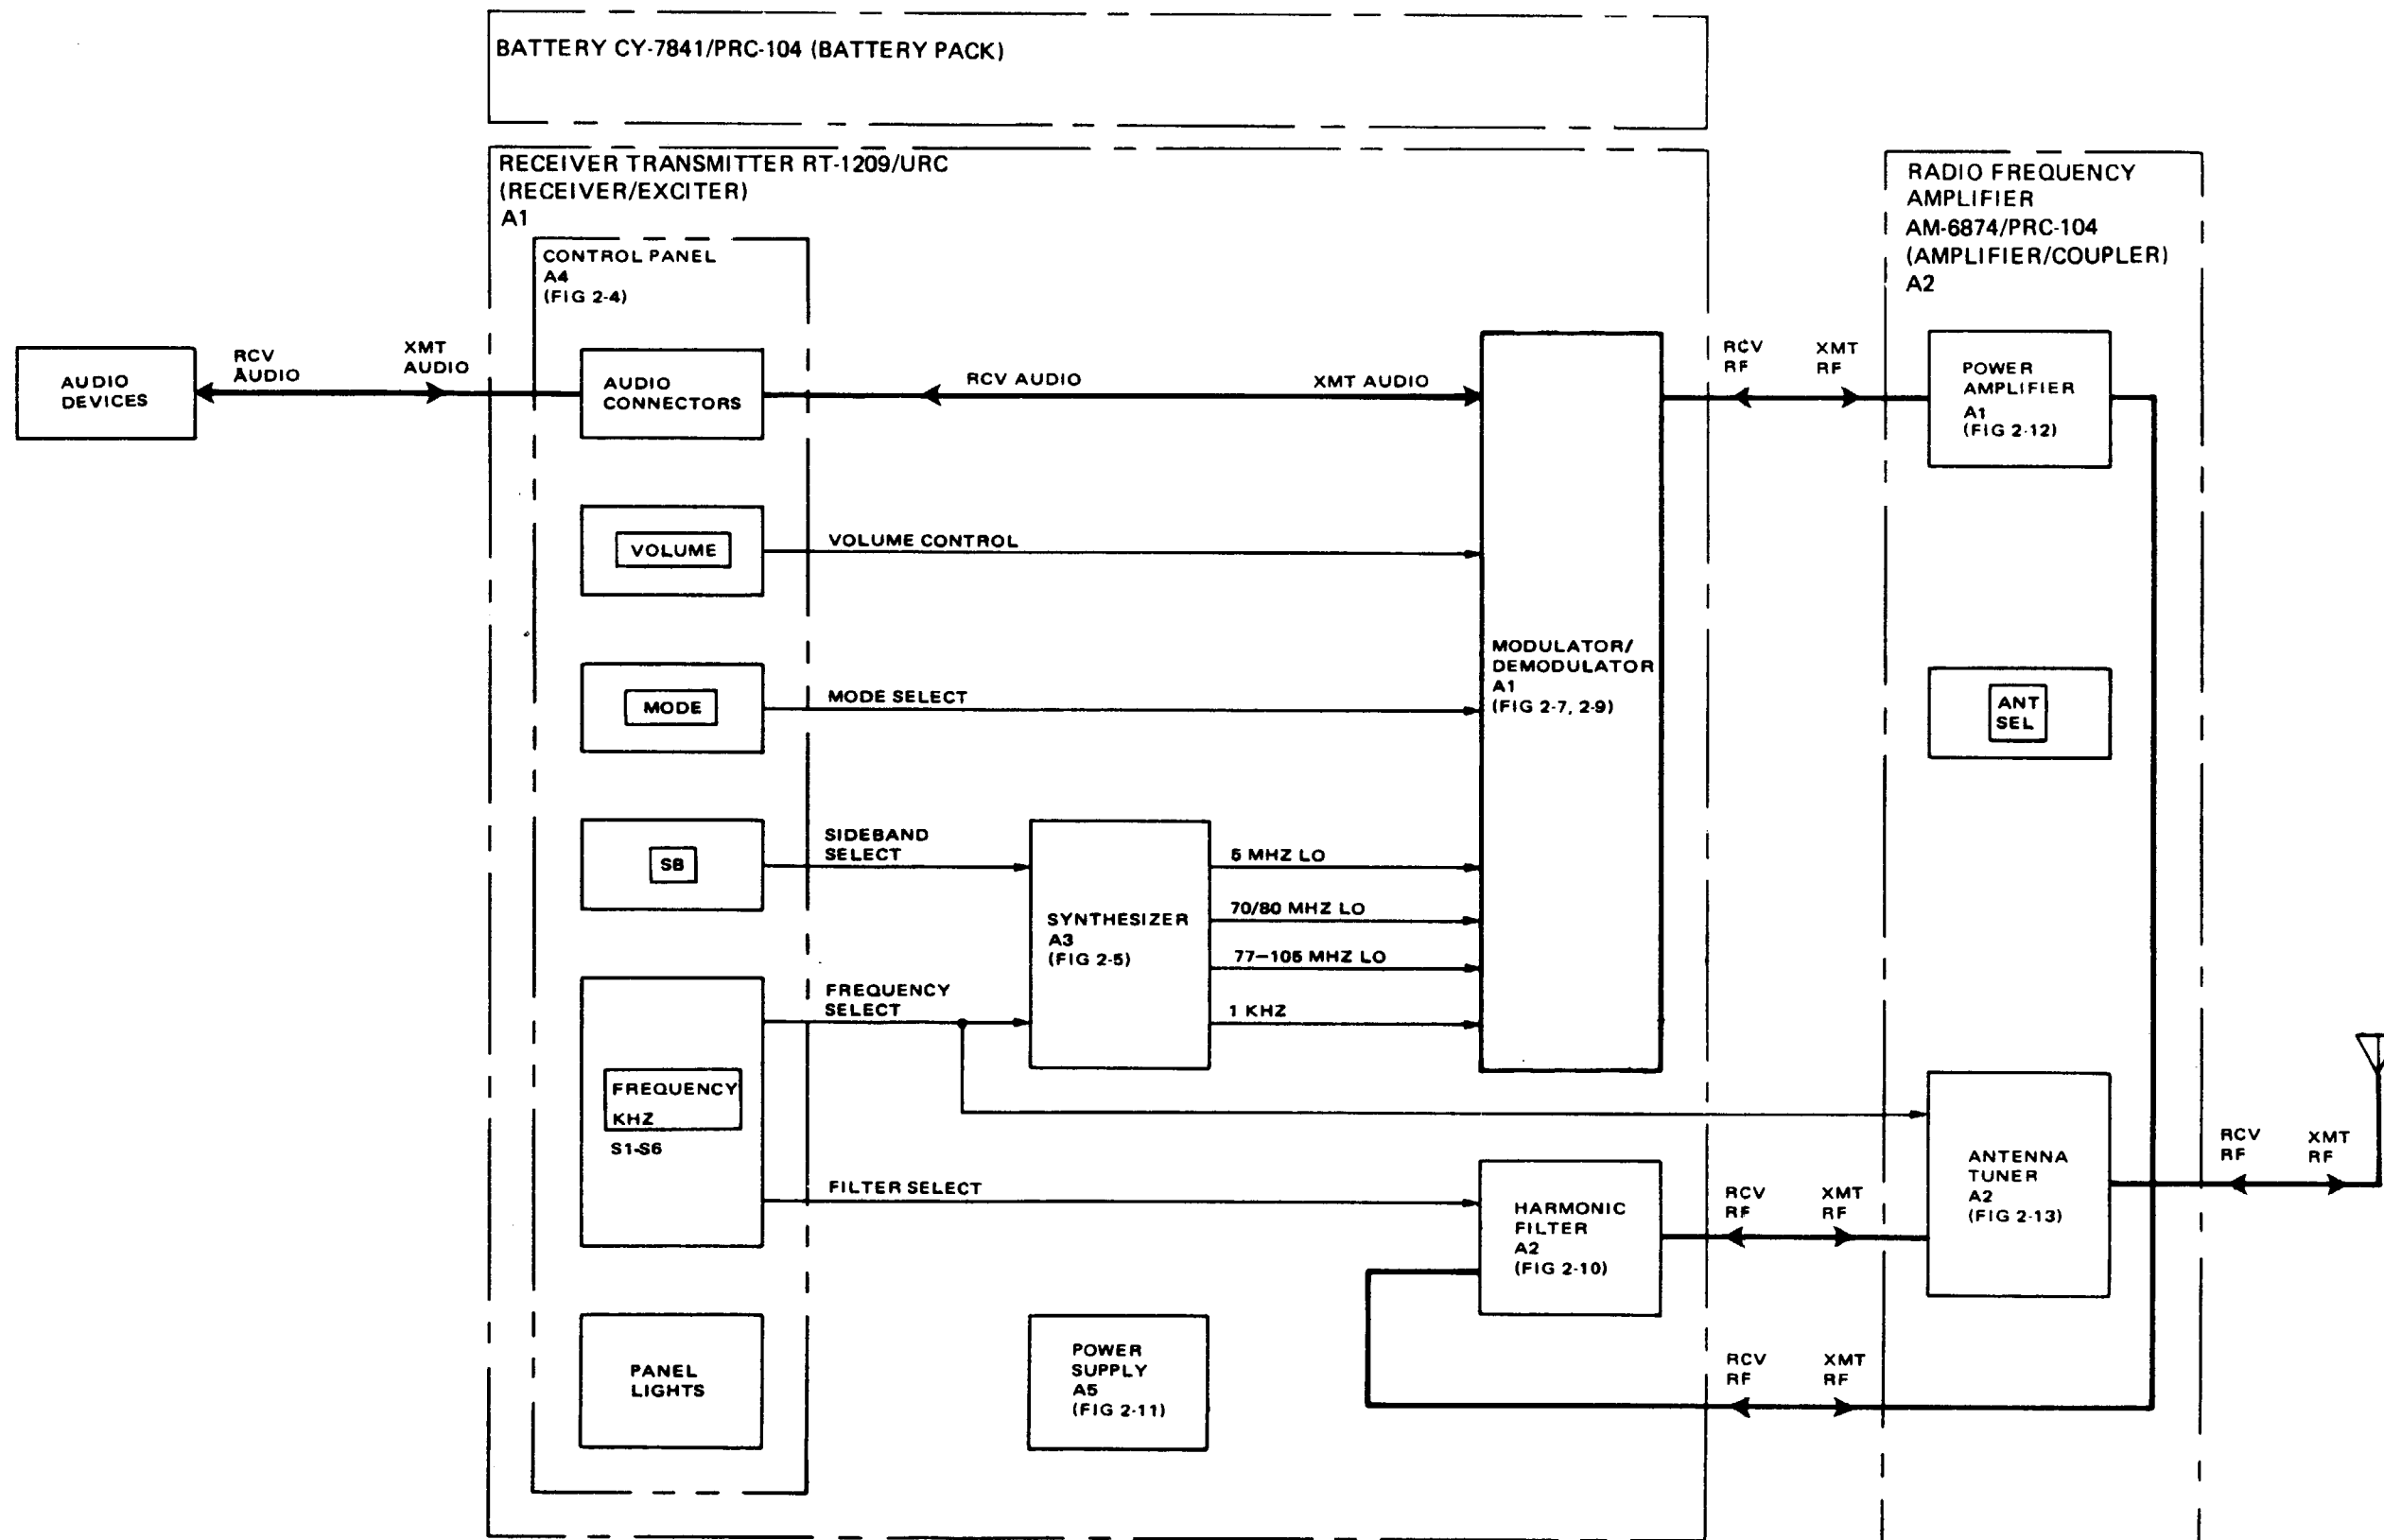 BATTERY CY-7841/PRC-104 (BATTERY PACK)
RECEIVER TRANSMITTER RT-1209/URC
(RECEIVER/EXCITER)
A1
RADIO FREQUENCY
AMPLIFIER
AM-6874/PRC-104
(AMPLIFIER/COUPLER)
A2
CONTROL PANEL
A4
(FIG 2-4)
AUDIO
DEVICES
RCV
AUDIO
XMT
AUDIO
AUDIO
CONNECTORS
RCV AUDIO
XMT AUDIO
RCV
RF
XMT
RF
POWER
AMPLIFIER
A1
(FIG 2-12)
VOLUME
VOLUME CONTROL
MODE
MODE SELECT
MODULATOR/
DEMODULATOR
A1
(FIG 2-7, 2-9)
ANT
SEL
SB
SIDEBAND
SELECT
SYNTHESIZER
A3
(FIG 2-5)
5 MHZ LO
70/80 MHZ LO
77–105 MHZ LO
1 KHZ
FREQUENCY
SELECT
FREQUENCY
KHZ
S1-S6
FILTER SELECT
HARMONIC
FILTER
A2
(FIG 2-10)
RCV
RF
XMT
RF
ANTENNA
TUNER
A2
(FIG 2-13)
RCV
RF
XMT
RF
PANEL
LIGHTS
POWER
SUPPLY
A5
(FIG 2-11)
RCV
RF
XMT
RF